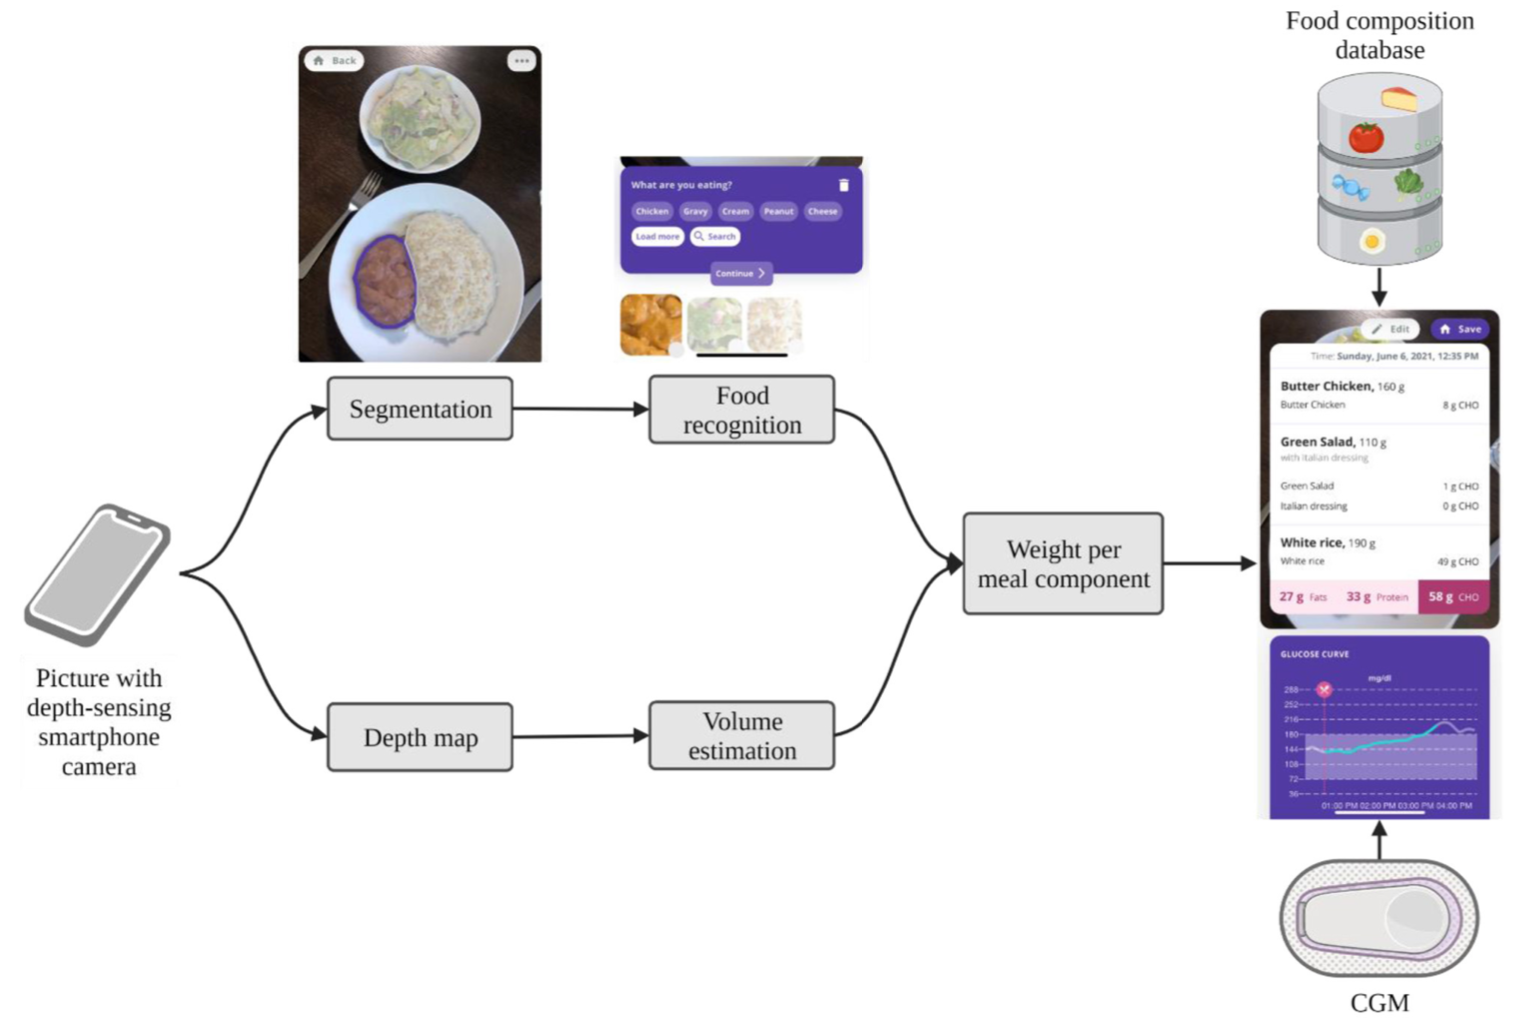 Food composition
database
Back
What are you eating?
Chicken Gravy Cream Peanut Cheese
Load more Search
Continue
Segmentation
Food
recognition
Picture with
depth-sensing
smartphone
camera
Depth map
Volume
estimation
Weight per
meal component
Edit Save
Time: Sunday, June 6, 2021, 12:35 PM
Butter Chicken, 160 g
Butter Chicken 8 g CHO
Green Salad, 110 g
with Italian dressing
Green Salad 1 g CHO
Italian dressing 0 g CHO
White rice, 190 g
White rice 49 g CHO
27 g Fats 33 g Protein 58 g CHO
GLUCOSE CURVE
mg/dl
288
252
216
180
144
108
72
36
01:00 PM 02:00 PM 03:00 PM 04:00 PM
CGM